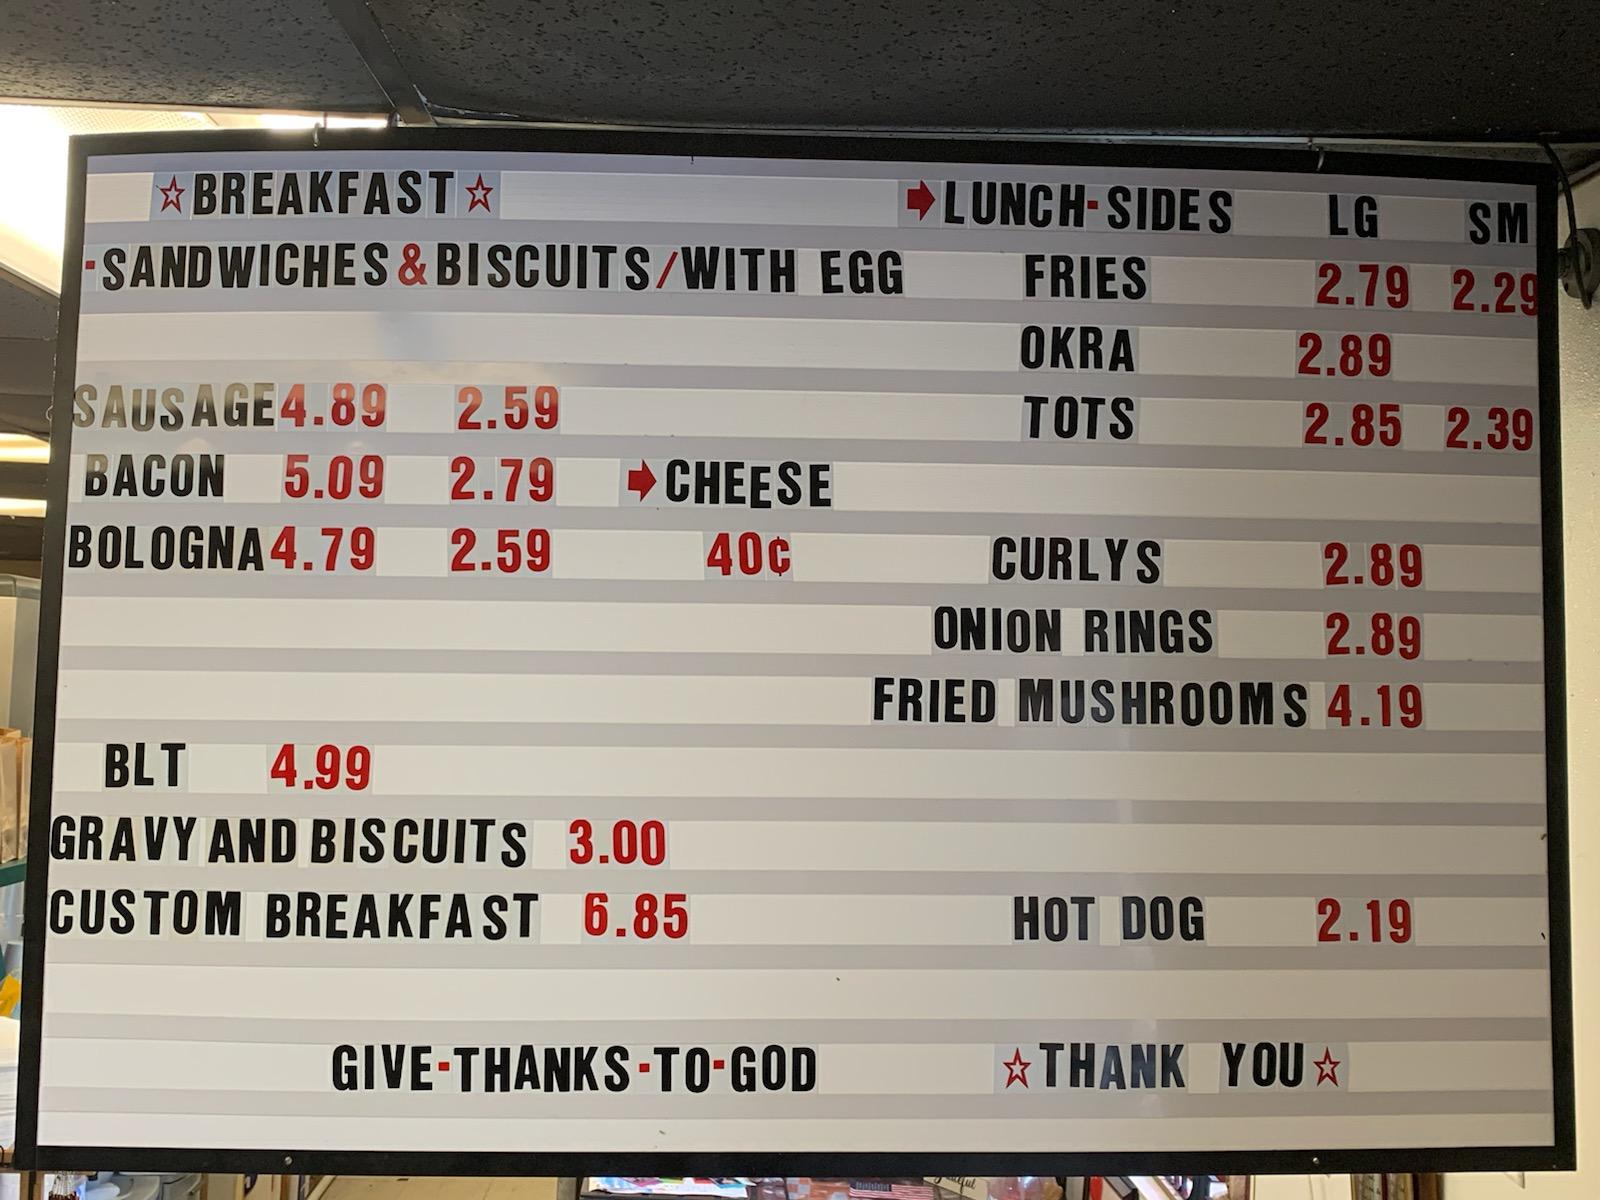 ☆BREAKFAST☆
-SANDWICHES&BISCUITS/WITH EGG
SAUSAGE 4.89 2.59
BACON 5.09 2.79 ➡CHEESE
BOLOGNA 4.79 2.59 40¢
BLT 4.99
GRAVY AND BISCUITS 3.00
CUSTOM BREAKFAST 6.85
➡LUNCH-SIDES LG SM
FRIES 2.79 2.29
OKRA 2.89
TOTS 2.85 2.39
CURLYS 2.89
ONION RINGS 2.89
FRIED MUSHROOMS 4.19
HOT DOG 2.19
GIVE-THANKS-TO-GOD
☆THANK YOU☆